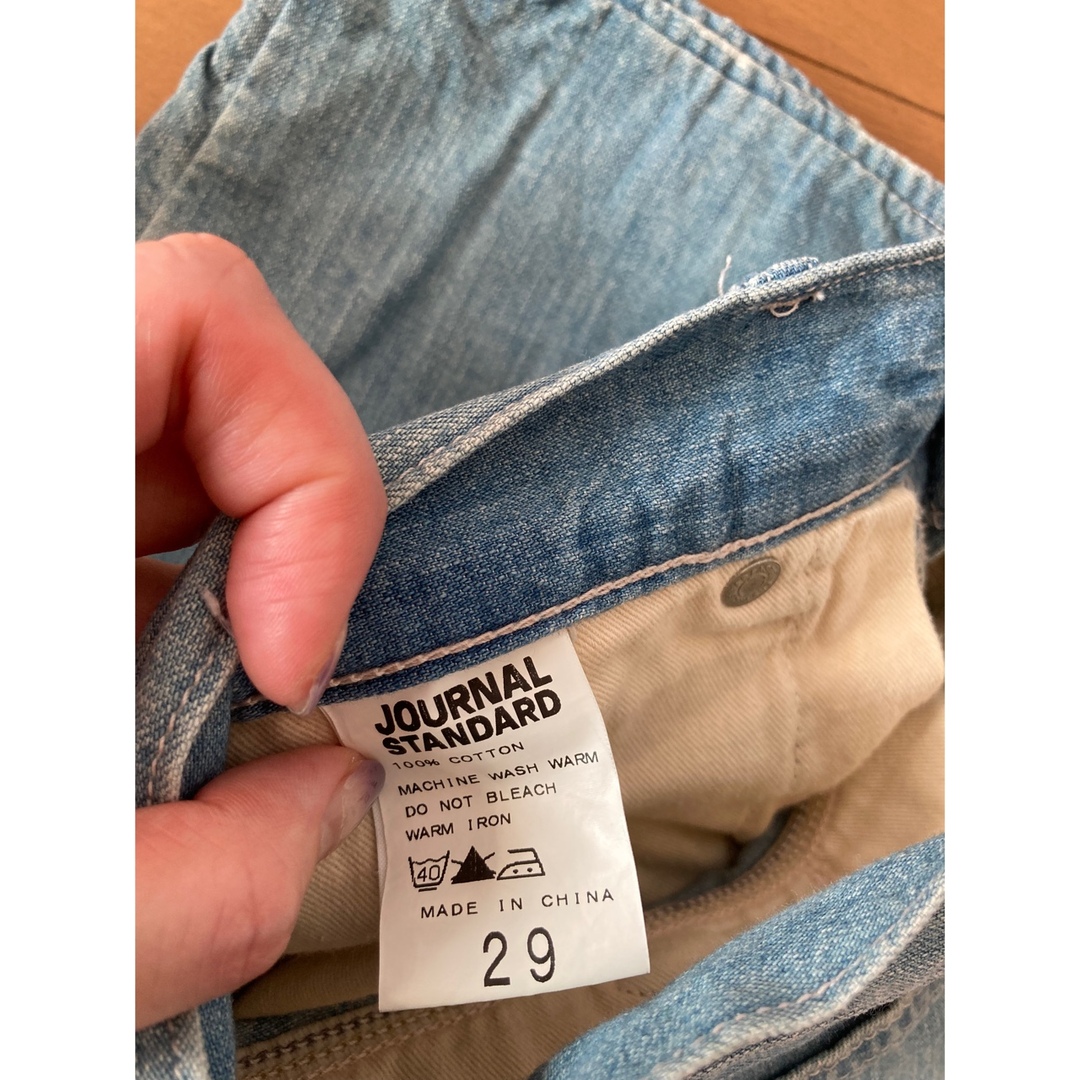 JOURNAL
STANDARD
100% COTTON
MACHINE WASH WARM
DO NOT BLEACH
WARM IRON
40
MADE IN CHINA
29